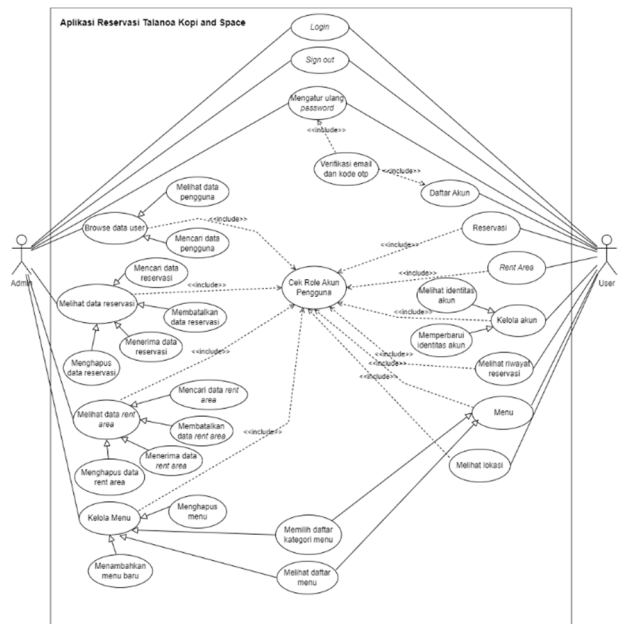 Aplikasi Reservasi Talanoa Kopi and Space
Login
Sign out
Mengatur ulang
password
<<include>>
Verifikasi email
dan kode otp
<<include>>
Daftar Akun
Melihat data
pengguna
Browse data user
<<include>>
Mencari data
pengguna
Reservasi
<<include>>
Admin
User
Mencari data
reservasi
Cek Role Akun
Pengguna
Rent Area
<<include>>
Melihat data reservasi
<<include>>
Membatalkan
data reservasi
Melihat identitas
akun
<<include>>
Kelola akun
Menerima data
reservasi
Memperbarui
identitas akun
Menghapus
data reservasi
<<include>>
<<include>>
<<include>>
Melihat riwayat
reservasi
<<include>>
Mencari data rent
area
Melihat data rent
area
Membatalkan
data rent area
Menu
<<include>>
Menerima data
rent area
Menghapus data
rent area
Melihat lokasi
Kelola Menu
Menghapus
menu
Memilih daftar
kategori menu
Menambahkan
menu baru
Melihat daftar
menu